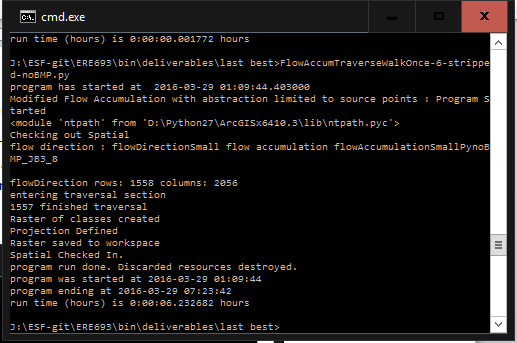 cmd.exe
run time (hours) is 0:00:00.001772 hours
J:\ESF-git\ERE693\bin\deliverables\last best>FlowAccumTraverseWalkOnce-6-strippe
d-noBMP.py
program has started at  2016-03-29 01:09:44.403000
Modified Flow Accumulation with abstraction limited to source points : Program S
tarted
<module 'ntpath' from 'D:\Python27\ArcGISx6410.3\lib\ntpath.pyc'>
Checking out Spatial
flow direction : flowDirectionSmall flow accumulation flowAccumulationSmallPynoB
MP_JB3_8
flowDirection rows: 1558 columns: 2056
entering traversal section
1557 finished traversal
Raster of classes created
Projection Defined
Raster saved to workspace
Spatial Checked In.
program run done. Discarded resources destroyed.
program was started at 2016-03-29 01:09:44
program ending at 2016-03-29 07:23:42
run time (hours) is 0:00:06.232682 hours
J:\ESF-git\ERE693\bin\deliverables\last best>